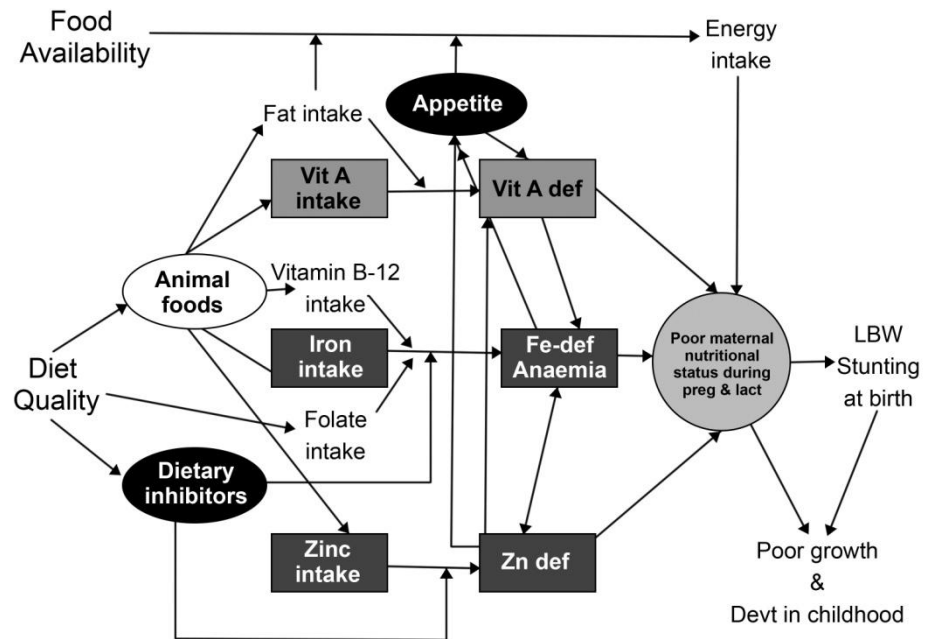 Food
Availability
Energy
intake
Appetite
Fat intake
Vit A
intake
Vit A def
Animal
foods
Vitamin B-12
intake
Iron
intake
Fe-def
Anaemia
Poor maternal
nutritional
status during
preg & lact
LBW
Stunting
at birth
Diet
Quality
Folate
intake
Dietary
inhibitors
Zinc
intake
Zn def
Poor growth
&
Devt in childhood